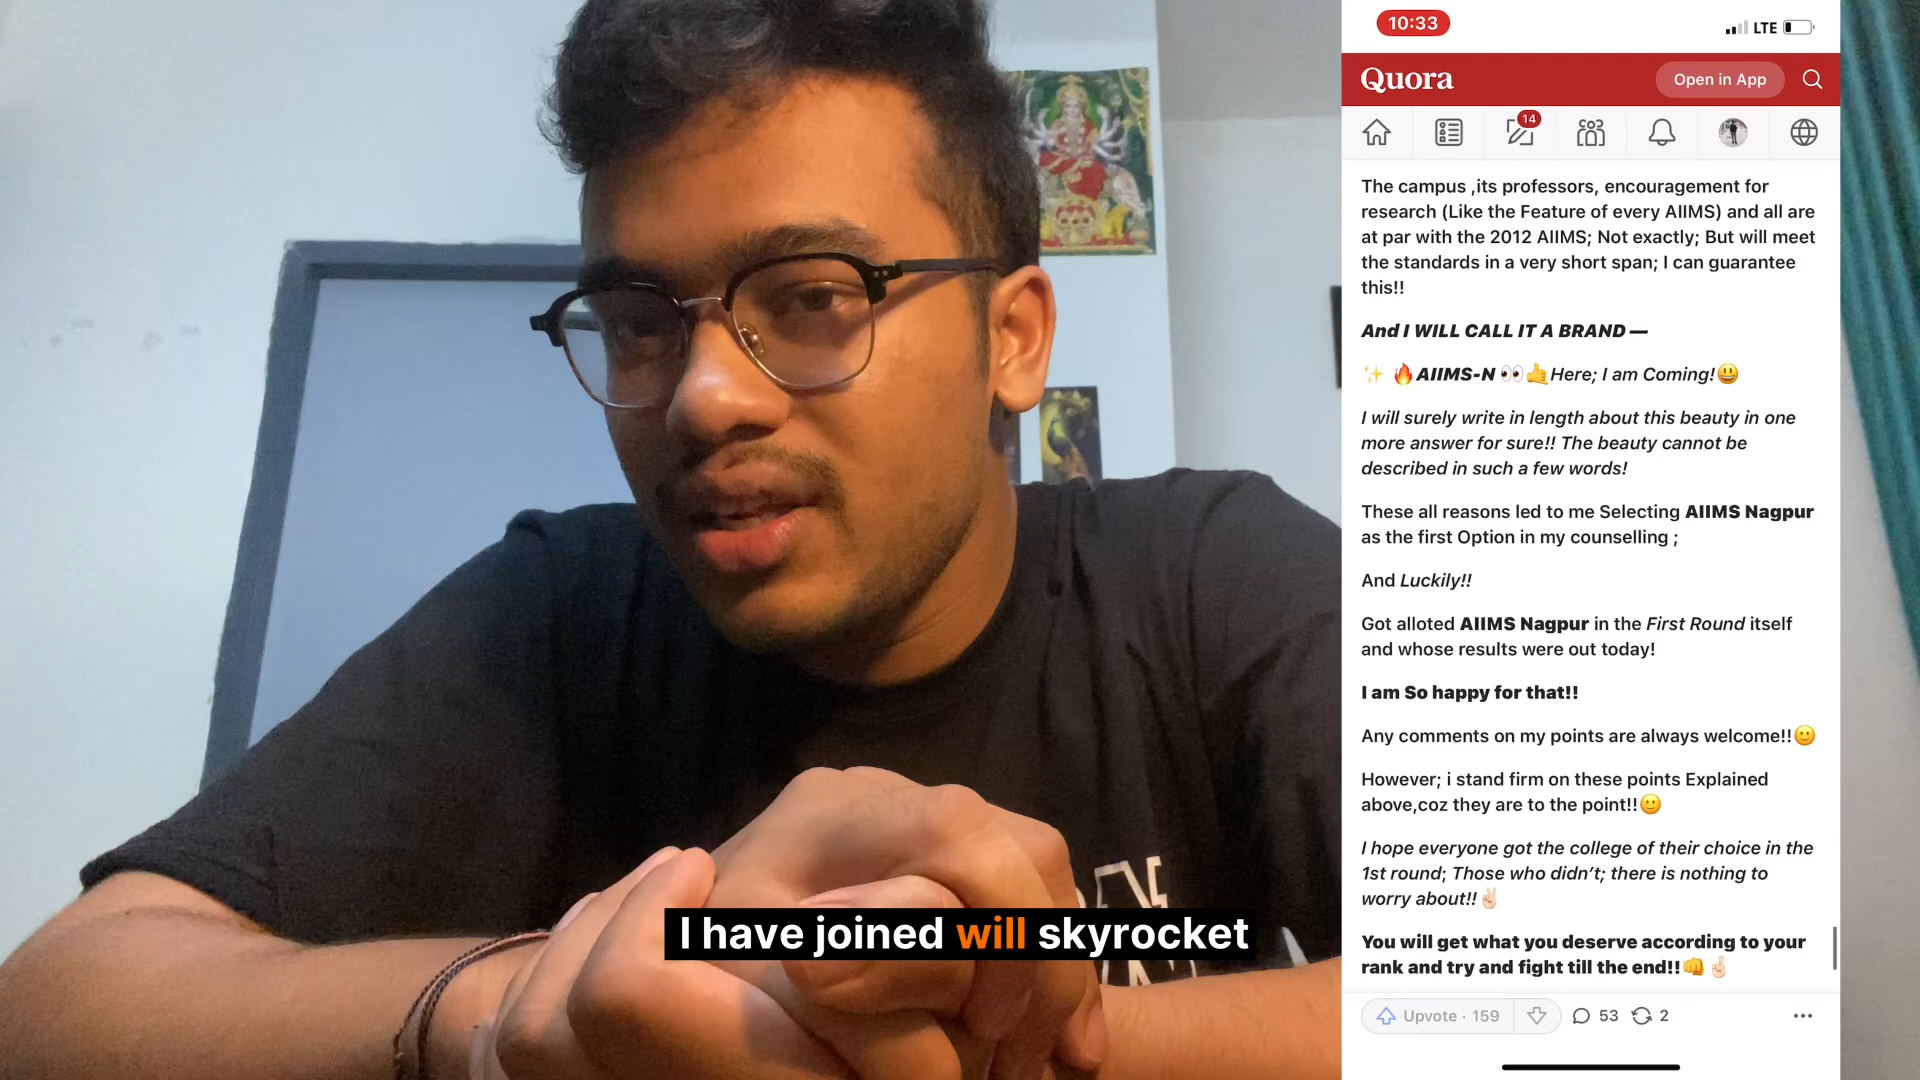 10:33
LTE
Quora
Open in App
14
The campus ,its professors, encouragement for
research (Like the Feature of every AIIMS) and all are
at par with the 2012 AIIMS; Not exactly; But will meet
the standards in a very short span; I can guarantee
this!!
And I WILL CALL IT A BRAND —
✨ 🔥AIIMS-N 👀🤙Here; I am Coming!😃
I will surely write in length about this beauty in one
more answer for sure!! The beauty cannot be
described in such a few words!
These all reasons led to me Selecting AIIMS Nagpur
as the first Option in my counselling ;
And Luckily!!
Got alloted AIIMS Nagpur in the First Round itself
and whose results were out today!
I am So happy for that!!
Any comments on my points are always welcome!!🙂
However; i stand firm on these points Explained
above,coz they are to the point!!🙂
I hope everyone got the college of their choice in the
1st round; Those who didn’t; there is nothing to
worry about!!✌🏻
You will get what you deserve according to your
rank and try and fight till the end!!👊🤞🏻
Upvote · 159
53
2
I have joined will skyrocket